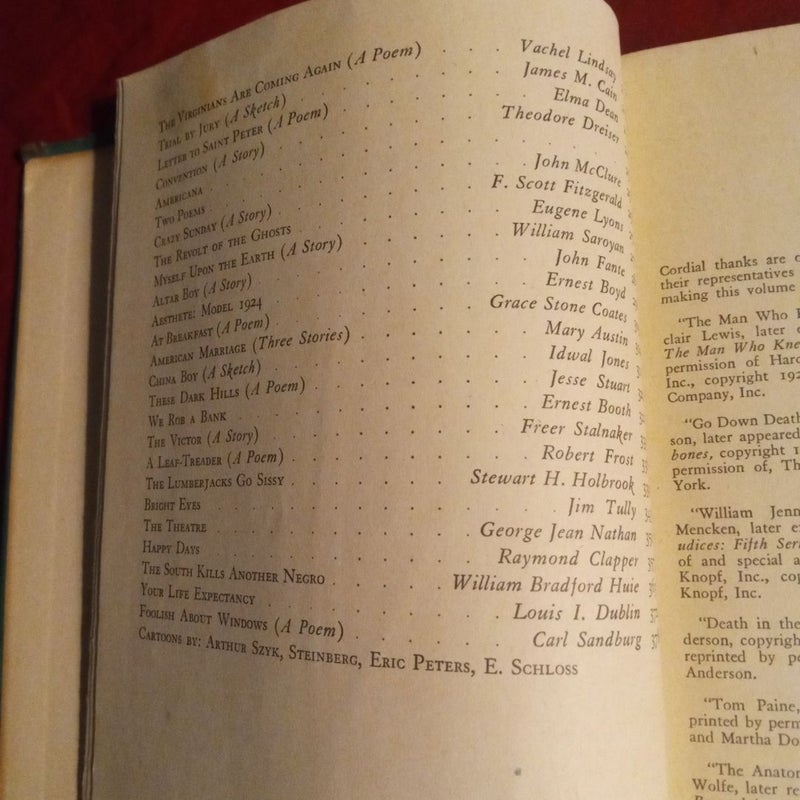 The Virginians Are Coming Again (A Poem) . . . Vachel Lindsay
Trial by Jury (A Sketch) . . . James M. Cain
Letter to Saint Peter (A Poem) . . . Elma Dean
Convention (A Story) . . . Theodore Dreiser
Americana . . .
Two Poems . . . John McClure
Crazy Sunday (A Story) . . . F. Scott Fitzgerald
The Revolt of the Ghosts . . . Eugene Lyons
Myself Upon the Earth (A Story) . . . William Saroyan
Altar Boy (A Story) . . . John Fante
Aesthete: Model 1924 . . . Ernest Boyd
At Breakfast (A Poem) . . . Grace Stone Coates
American Marriage (Three Stories) . . . Mary Austin
China Boy (A Sketch) . . . Idwal Jones
These Dark Hills (A Poem) . . . Jesse Stuart
We Rob a Bank . . . Ernest Booth
The Victor (A Story) . . . Freer Stalnaker
A Leaf-Treader (A Poem) . . . Robert Frost
The Lumberjacks Go Sissy . . . Stewart H. Holbrook
Bright Eyes . . . Jim Tully
The Theatre . . . George Jean Nathan
Happy Days . . . Raymond Clapper
The South Kills Another Negro . . . William Bradford Huie
Your Life Expectancy . . . Louis I. Dublin
Foolish About Windows (A Poem) . . . Carl Sandburg
Cartoons by: Arthur Szyk, Steinberg, Eric Peters, E. Schloss
Cordial thanks are
their representatives
making this volume
"The Man Who
clair Lewis, later
The Man Who Kne
permission of Harc
Inc., copyright 192
Company, Inc.
"Go Down Death
son, later appeared
bones, copyright 1
permission of, Th
York.
"William Jenn
Mencken, later e
udices: Fifth Seri
of and special a
Knopf, Inc., cop
Knopf, Inc.
"Death in the
derson, copyright
reprinted by pe
Anderson.
"Tom Paine,
printed by perm
and Martha Do
"The Anator
Wolfe, later re